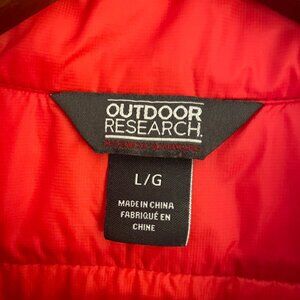 OUTDOOR
RESEARCH.
L/G
MADE IN CHINA
FABRIQUÉ EN
CHINE